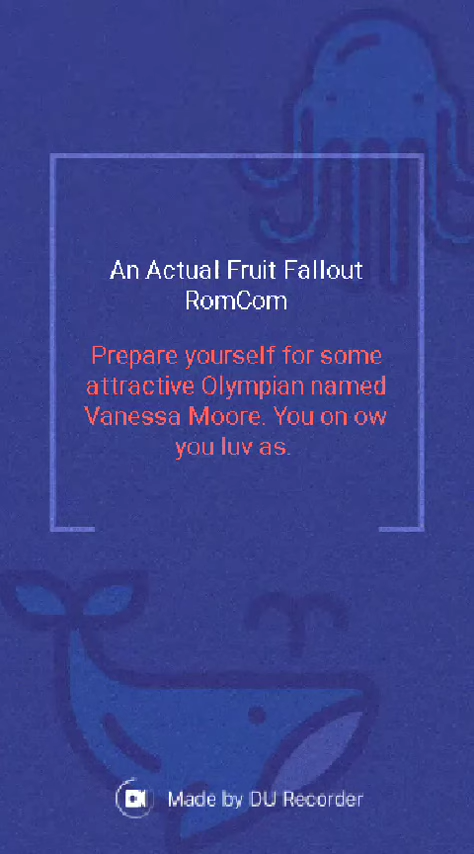 An Actual Fruit Fallout
RomCom
Prepare yourself for some
attractive Olympian named
Vanessa Moore. You on ow
you luv as.
Made by DU Recorder